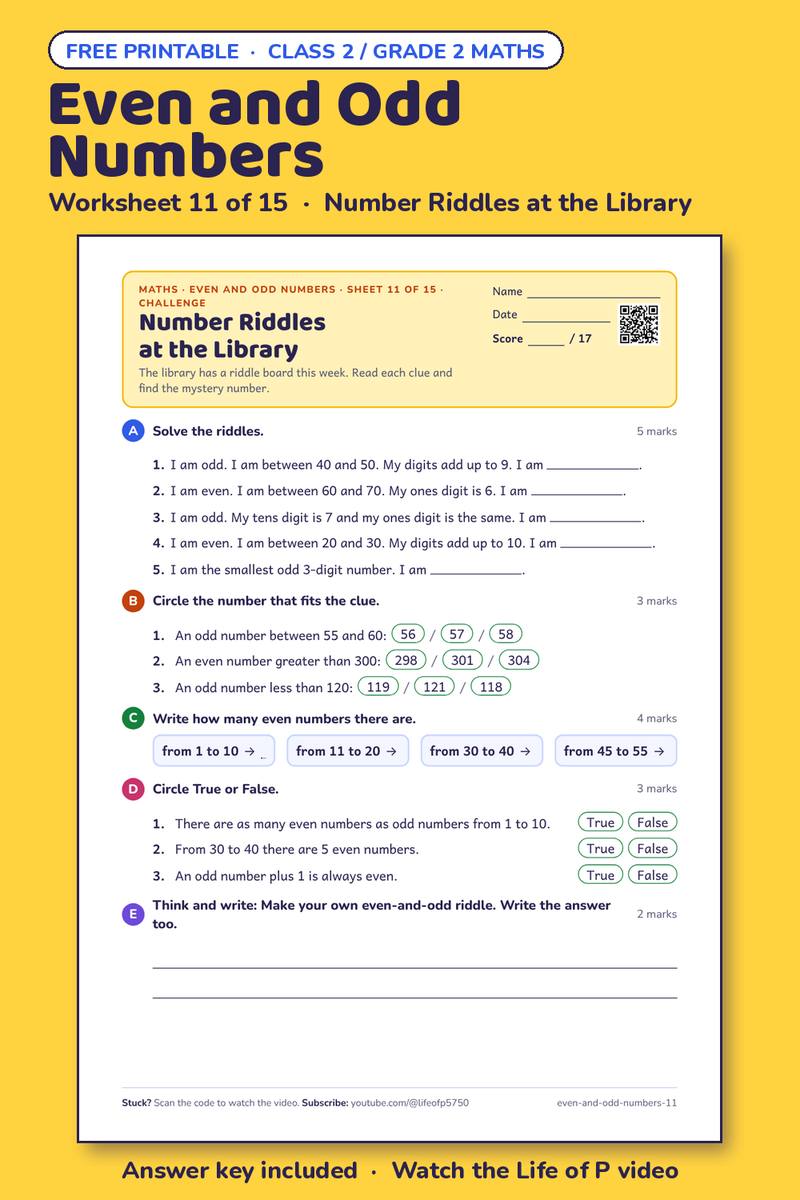 FREE PRINTABLE · CLASS 2 / GRADE 2 MATHS
Even and Odd
Numbers
Worksheet 11 of 15 · Number Riddles at the Library
MATHS · EVEN AND ODD NUMBERS · SHEET 11 OF 15 ·
CHALLENGE
Number Riddles
at the Library
The library has a riddle board this week. Read each clue and
find the mystery number.
Name ____________
Date ____________
Score _____ / 17
A Solve the riddles. 5 marks
1. I am odd. I am between 40 and 50. My digits add up to 9. I am ____________.
2. I am even. I am between 60 and 70. My ones digit is 6. I am ____________.
3. I am odd. My tens digit is 7 and my ones digit is the same. I am ____________.
4. I am even. I am between 20 and 30. My digits add up to 10. I am ____________.
5. I am the smallest odd 3-digit number. I am ____________.
B Circle the number that fits the clue. 3 marks
1. An odd number between 55 and 60: 56 / 57 / 58
2. An even number greater than 300: 298 / 301 / 304
3. An odd number less than 120: 119 / 121 / 118
C Write how many even numbers there are. 4 marks
from 1 to 10 → from 11 to 20 → from 30 to 40 → from 45 to 55 →
D Circle True or False. 3 marks
1. There are as many even numbers as odd numbers from 1 to 10. True False
2. From 30 to 40 there are 5 even numbers. True False
3. An odd number plus 1 is always even. True False
E Think and write: Make your own even-and-odd riddle. Write the answer
too. 2 marks
Stuck? Scan the code to watch the video. Subscribe: youtube.com/@lifeofp5750 even-and-odd-numbers-11
Answer key included · Watch the Life of P video